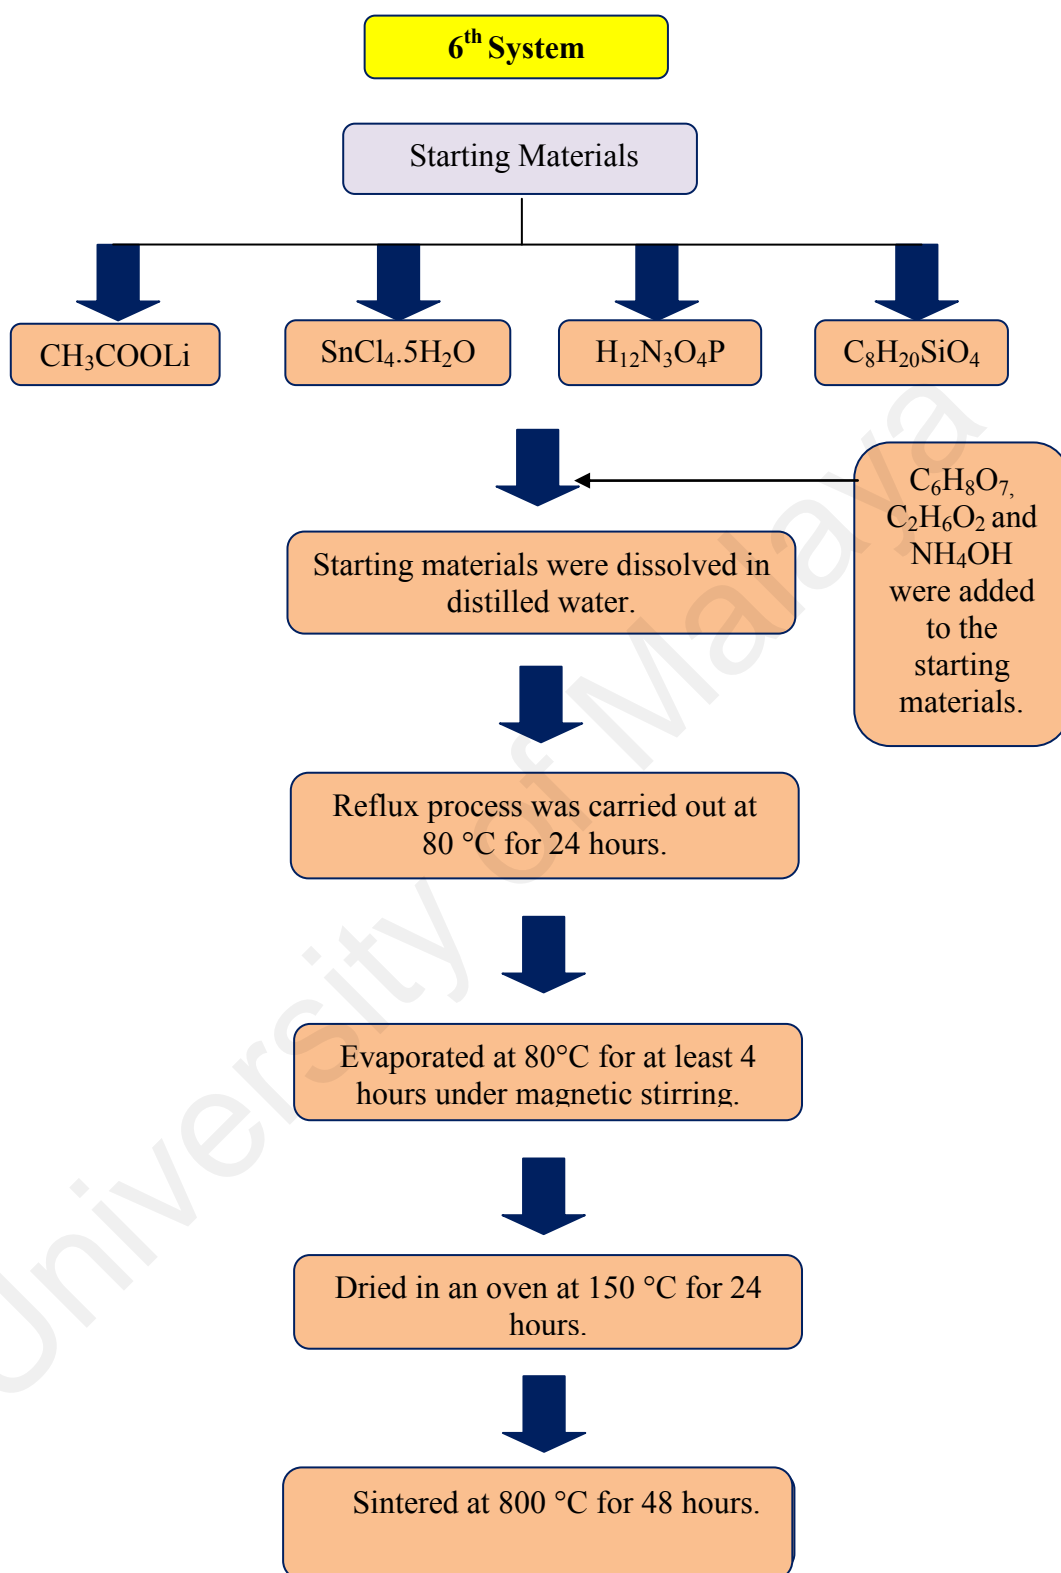 6th System
Starting Materials
CH₃COOLi
SnCl₄.5H₂O
H₁₂N₃O₄P
C₈H₂₀SiO₄
C₆H₈O₇,
C₂H₆O₂ and
NH₄OH
were added
to the
starting
materials.
Starting materials were dissolved in
distilled water.
Reflux process was carried out at
80 °C for 24 hours.
Evaporated at 80°C for at least 4
hours under magnetic stirring.
Dried in an oven at 150 °C for 24
hours.
Sintered at 800 °C for 48 hours.
University of Malaya